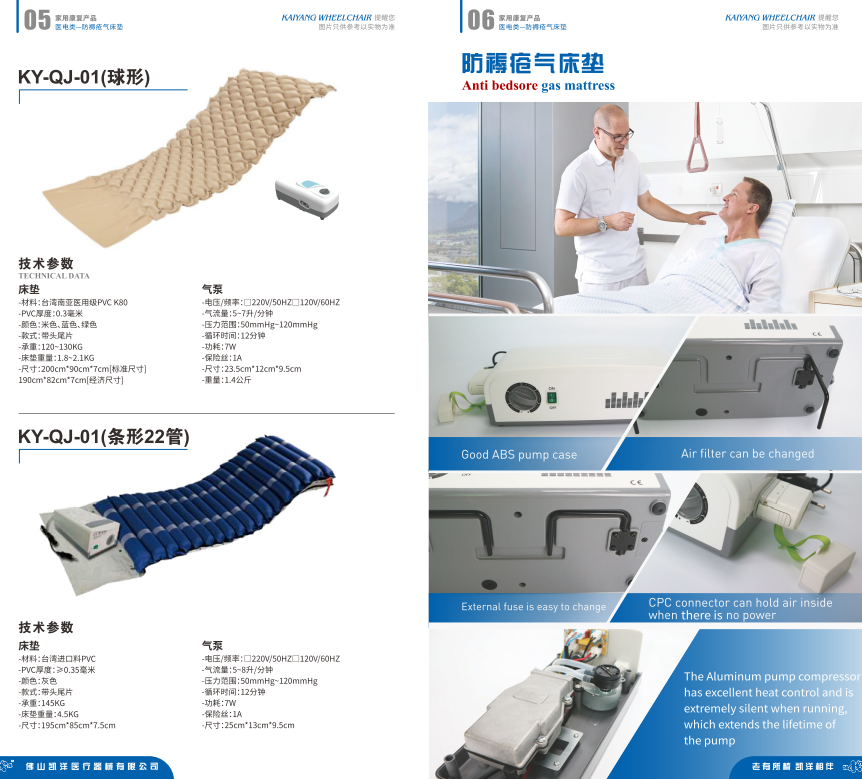 05
家用康复产品
医电类—防褥疮气床垫
KAIYANG WHEELCHAIR 提醒您
图片只供参考以实物为准
KY-QJ-01(球形)
技术参数
TECHNICAL DATA
床垫
-材料:台湾南亚医用级PVC K80
-PVC厚度:0.3毫米
-颜色:米色、蓝色、绿色
-款式:带头尾片
-承重:120~130KG
-床垫重量:1.8~2.1KG
-尺寸:200cm*90cm*7cm[标准尺寸]
190cm*82cm*7cm[经济尺寸]
气泵
-电压/频率:□220V/50HZ□120V/60HZ
-气流量:5~7升/分钟
-压力范围:50mmHg~120mmHg
-循环时间:12分钟
-功耗:7W
-保险丝:1A
-尺寸:23.5cm*12cm*9.5cm
-重量:1.4公斤
KY-QJ-01(条形22管)
技术参数
床垫
-材料:台湾进口料PVC
-PVC厚度:≥0.35毫米
-颜色:灰色
-款式:带头尾片
-承重:145KG
-床垫重量:4.5KG
-尺寸:195cm*85cm*7.5cm
气泵
-电压/频率:□220V/50HZ□120V/60HZ
-气流量:5~8升/分钟
-压力范围:50mmHg~120mmHg
-循环时间:12分钟
-功耗:7W
-保险丝:1A
-尺寸:25cm*13cm*9.5cm
佛山凯洋医疗器械有限公司
06
家用康复产品
医电类—防褥疮气床垫
KAIYANG WHEELCHAIR 提醒您
图片只供参考以实物为准
防褥疮气床垫
Anti bedsore gas mattress
ON
OFF
CE
Good ABS pump case
Air filter can be changed
CE
External fuse is easy to change
CPC connector can hold air inside
when there is no power
The Aluminum pump compressor
has excellent heat control and is
extremely silent when running,
which extends the lifetime of
the pump
老有所依 凯洋相伴